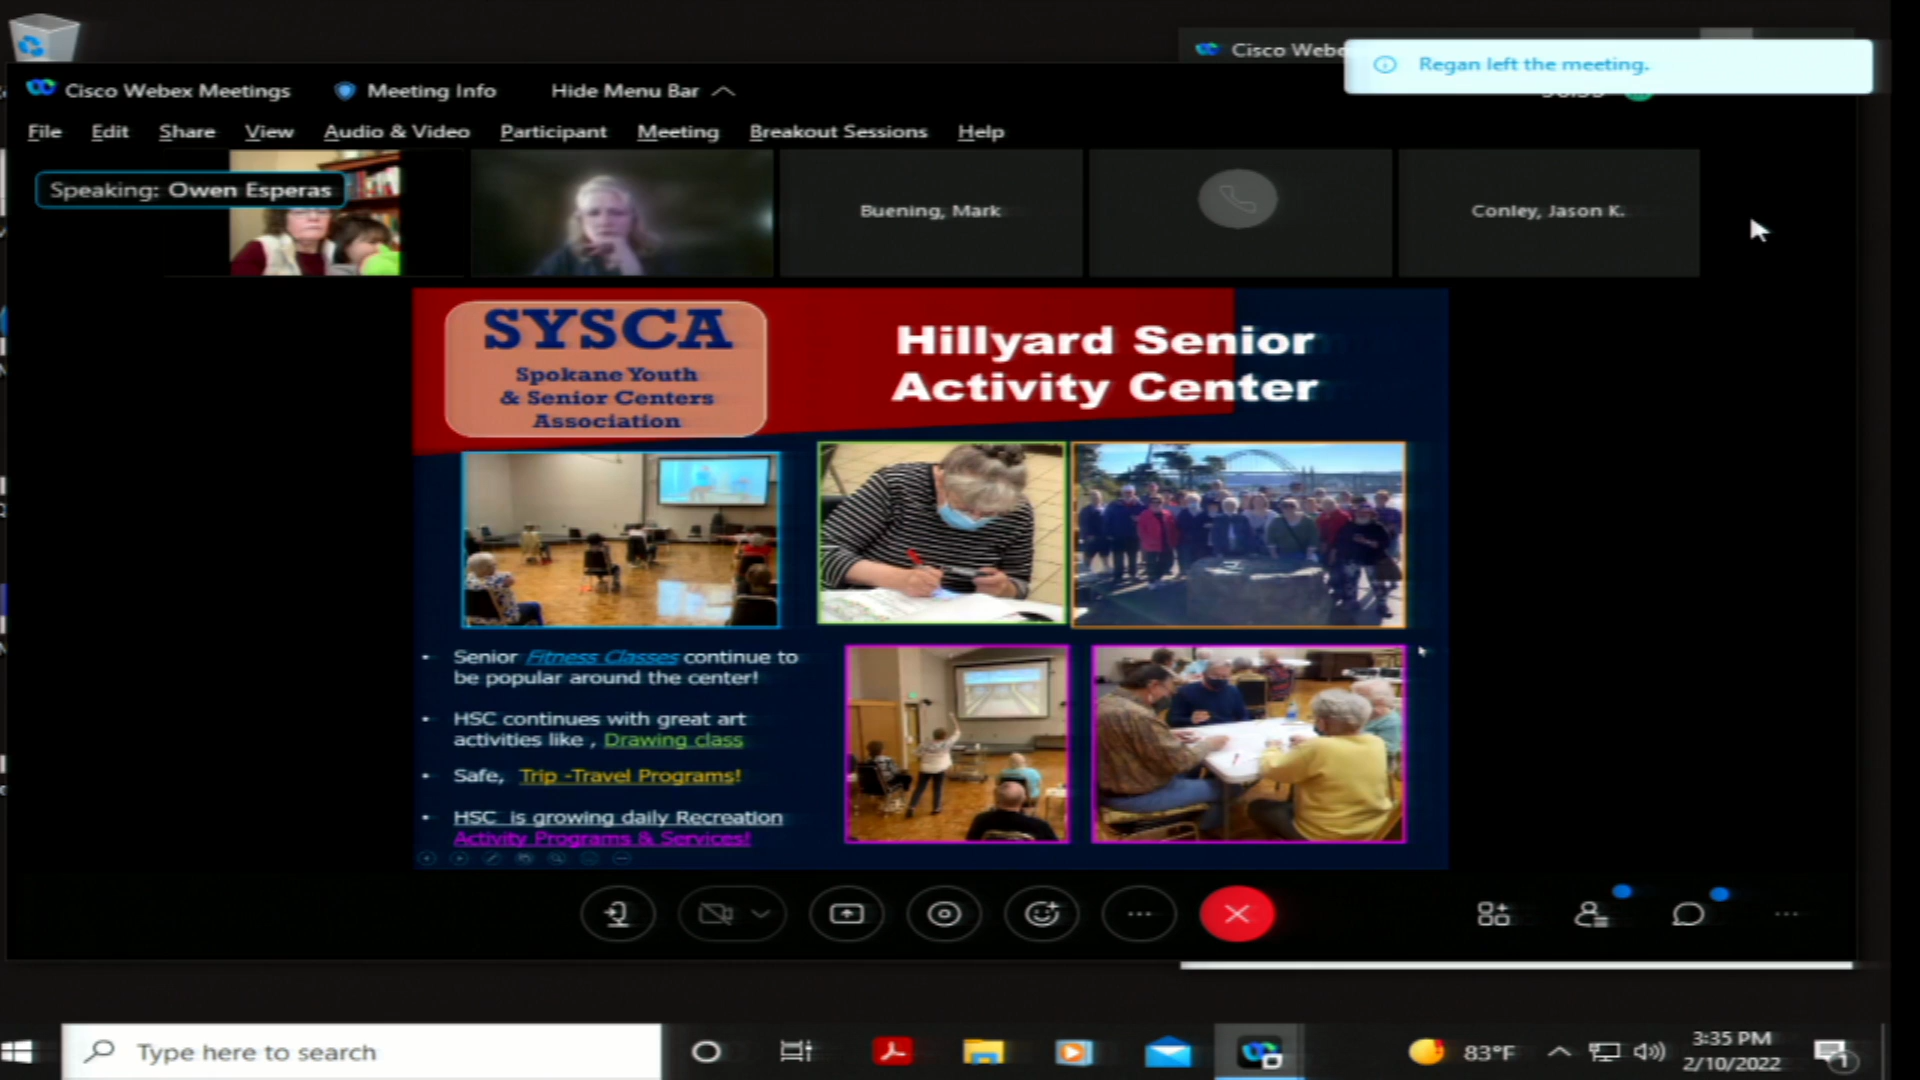 Cisco Webe
Regan left the meeting.
Cisco Webex Meetings
Meeting Info
Hide Menu Bar
File Edit Share View Audio & Video Participant Meeting Breakout Sessions Help
Speaking: Owen Esperas
Buening, Mark
Conley, Jason K.
SYSCA
Spokane Youth
& Senior Centers
Association
Hillyard Senior
Activity Center
• Senior Fitness Classes continue to
be popular around the center!
• HSC continues with great art
activities like , Drawing class
• Safe, Trip -Travel Programs!
• HSC is growing daily Recreation
Activity Programs & Services!
Type here to search
83°F
3:35 PM
2/10/2022
1